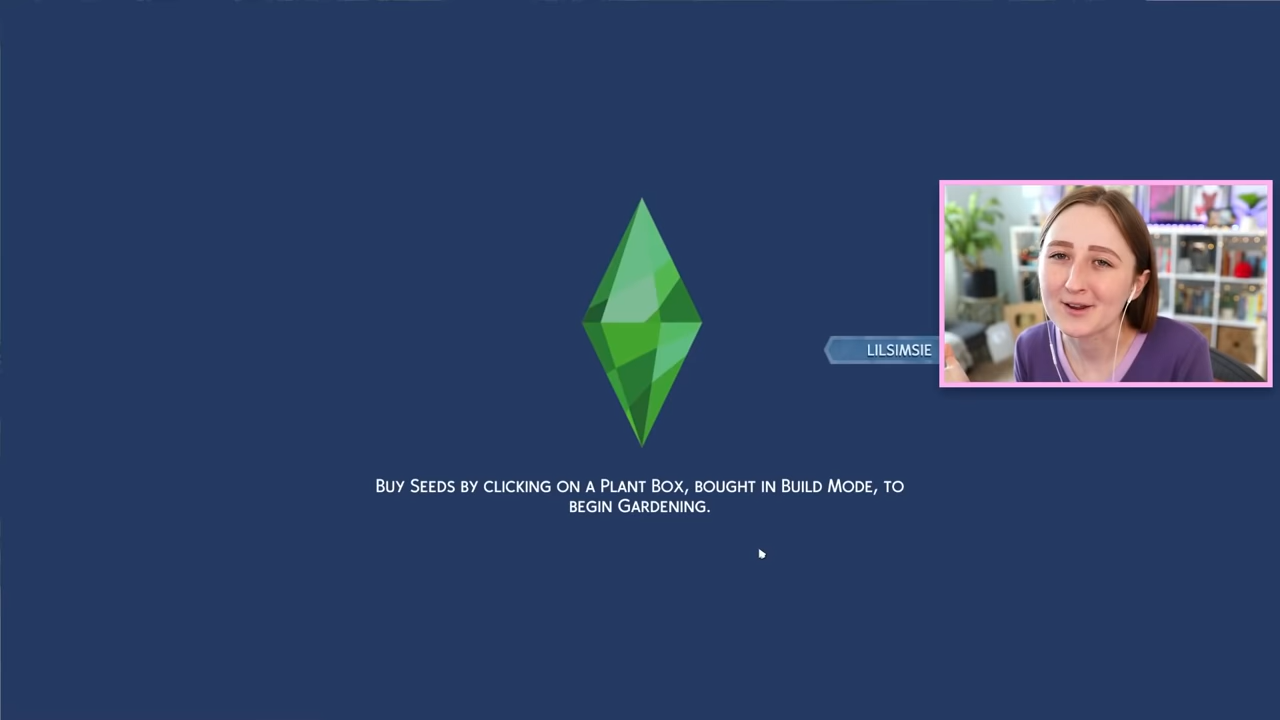 LILSIMSIE
BUY SEEDS BY CLICKING ON A PLANT BOX, BOUGHT IN BUILD MODE, TO
BEGIN GARDENING.